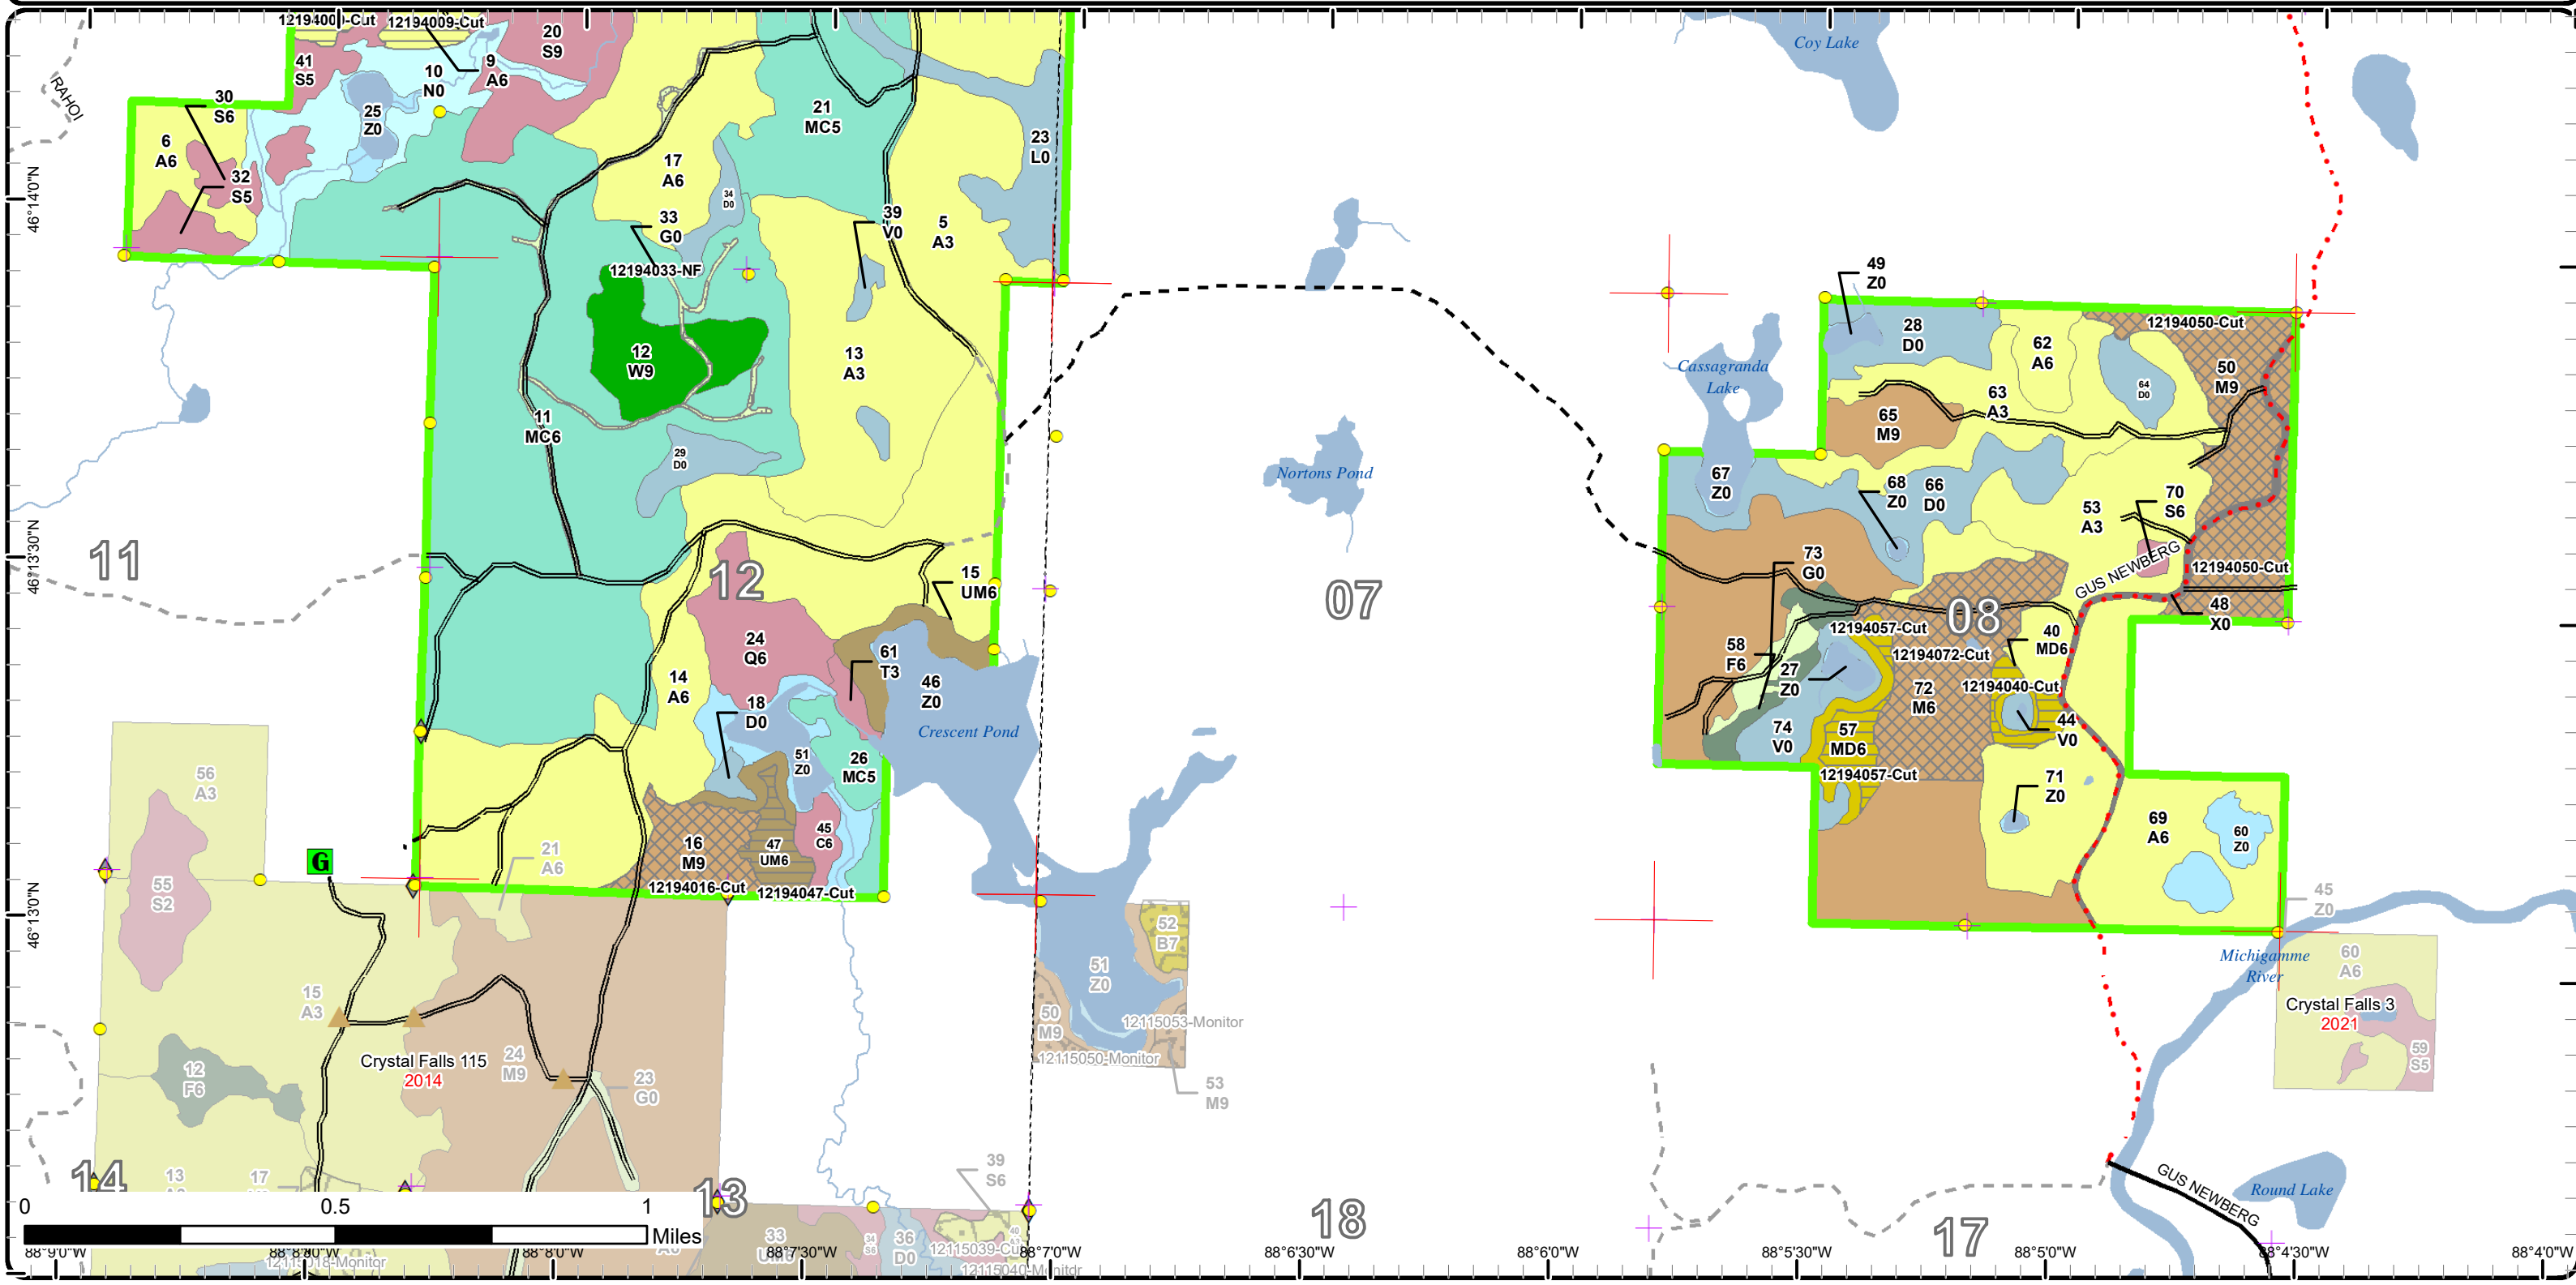 12194009-Cut
20
S9
41
S5
10
N0
9
A6
RAHOI
30
S6
25
Z0
6
A6
32
S5
21
MC5
23
L0
17
A6
34
D0
33
G0
39
V0
5
A3
12194033-NF
12
W9
13
A3
11
MC6
29
D0
46°14'0"N
46°13'30"N
46°13'0"N
11
12
07
08
15
UM6
24
Q6
61
T3
46
Z0
14
A6
18
D0
51
Z0
26
MC5
Crescent Pond
16
M9
47
UM6
45
C6
12194016-Cut
12194047-Cut
Coy Lake
Cassagranda
Lake
Nortons Pond
49
Z0
28
D0
62
A6
12194050-Cut
50
M9
64
D0
63
A3
65
M9
67
Z0
68
Z0
66
D0
53
A3
70
S6
GUS NEWBERG
12194050-Cut
48
X0
73
G0
58
F6
27
Z0
12194057-Cut
12194072-Cut
40
MD6
12194040-Cut
72
M6
44
V0
74
V0
57
MD6
12194057-Cut
71
Z0
69
A6
60
Z0
56
A3
55
S2
G
21
A6
52
B7
51
Z0
50
M9
12115053-Monitor
12115050-Monitor
53
M9
45
Z0
Michigamme
River
60
A6
Crystal Falls 3
2021
59
S5
15
A3
12
F6
Crystal Falls 115
2014
24
M9
23
G0
14
13
17
13
18
17
39
S6
33
34
S6
36
D0
Round Lake
GUS NEWBERG
0
0.5
1
Miles
88°9'0"W
88°8'0"W
88°7'30"W
88°7'0"W
88°6'30"W
88°6'0"W
88°5'30"W
88°5'0"W
88°4'30"W
88°4'0"W